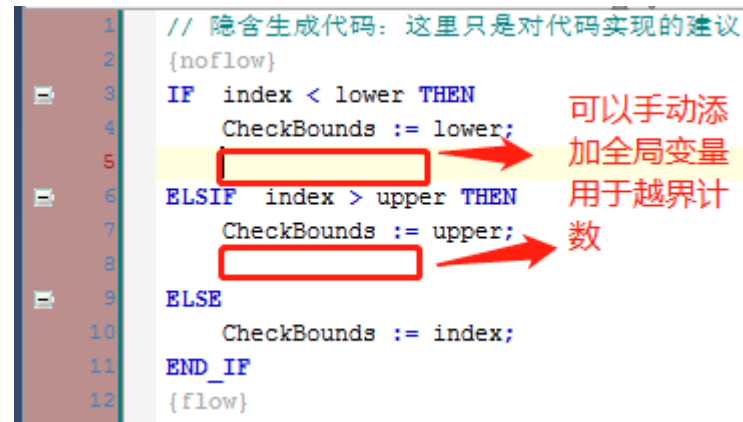 1 // 隐含生成代码：这里只是对代码实现的建议
2 {noflow}
3 IF index < lower THEN
4 CheckBounds := lower;
5
6 ELSIF index > upper THEN
7 CheckBounds := upper;
8
9 ELSE
10 CheckBounds := index;
11 END_IF
12 {flow}
可以手动添
加全局变量
用于越界计
数